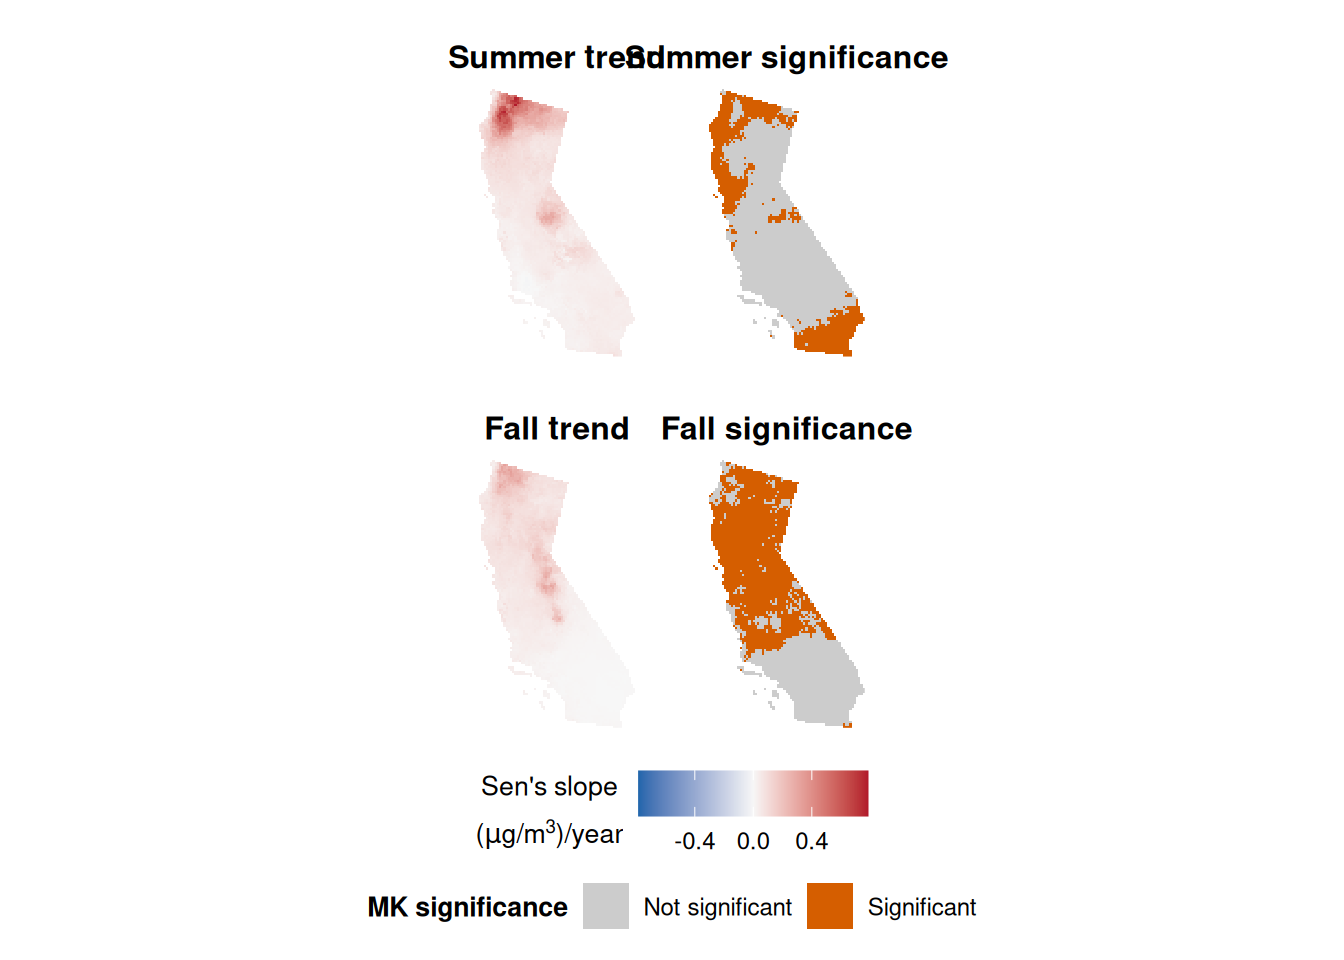 Summer trend
Summer significance
Fall trend
Fall significance
Sen's slope
(µg/m³)/year
-0.4 0.0 0.4
MK significance Not significant Significant